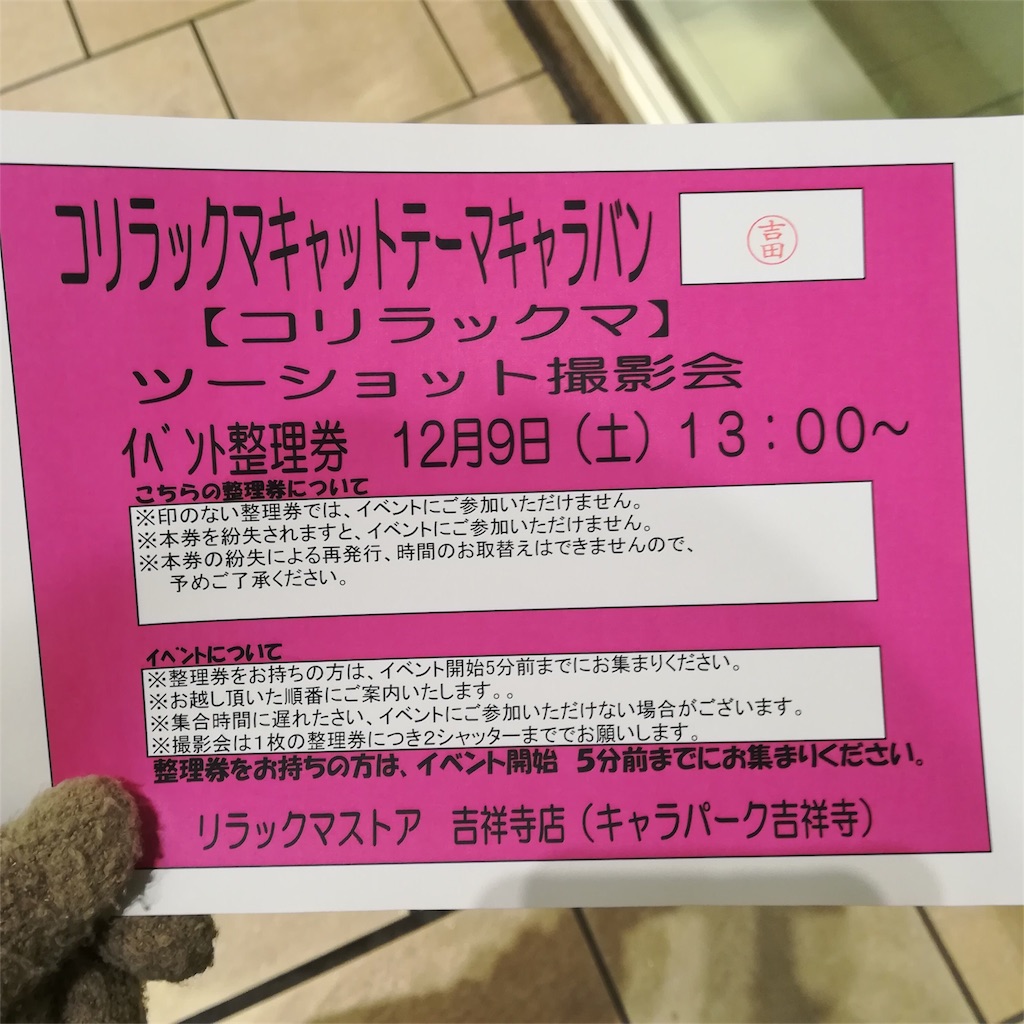 コリラックマキャットテーマキャラバン
吉田
【コリラックマ】
ツーショット撮影会
イベント整理券 12月9日（土）13：00～
こちらの整理券について
※印のない整理券では、イベントにご参加いただけません。
※本券を紛失されますと、イベントにご参加いただけません。
※本券の紛失による再発行、時間のお取替えはできませんので、
予めご了承ください。
イベントについて
※整理券をお持ちの方は、イベント開始5分前までにお集まりください。
※お越し頂いた順番にご案内いたします。。
※集合時間に遅れたさい、イベントにご参加いただけない場合がございます。
※撮影会は1枚の整理券につき2シャッターまででお願いします。
整理券をお持ちの方は、イベント開始 5分前までにお集まりください。
リラックマストア 吉祥寺店（キャラパーク吉祥寺）